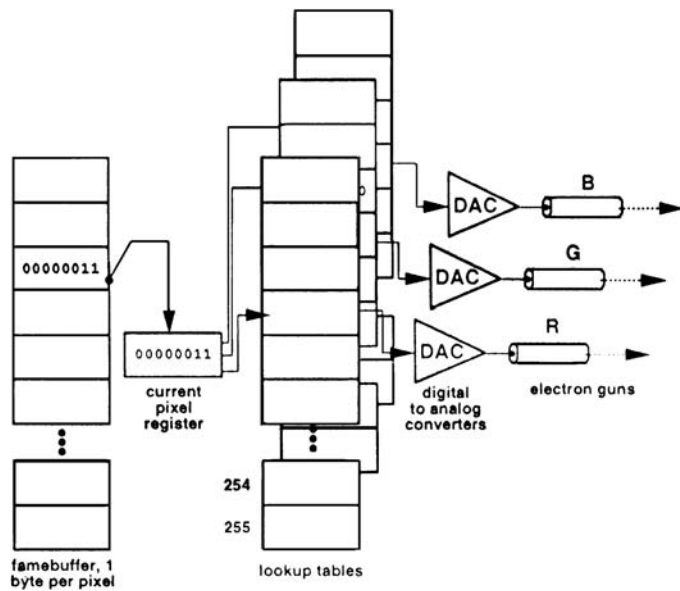 B
DAC
G
00000011
DAC
R
00000011
DAC
current
pixel
register
digital
to analog
converters
electron guns
254
255
famebuffer, 1
byte per pixel
lookup tables